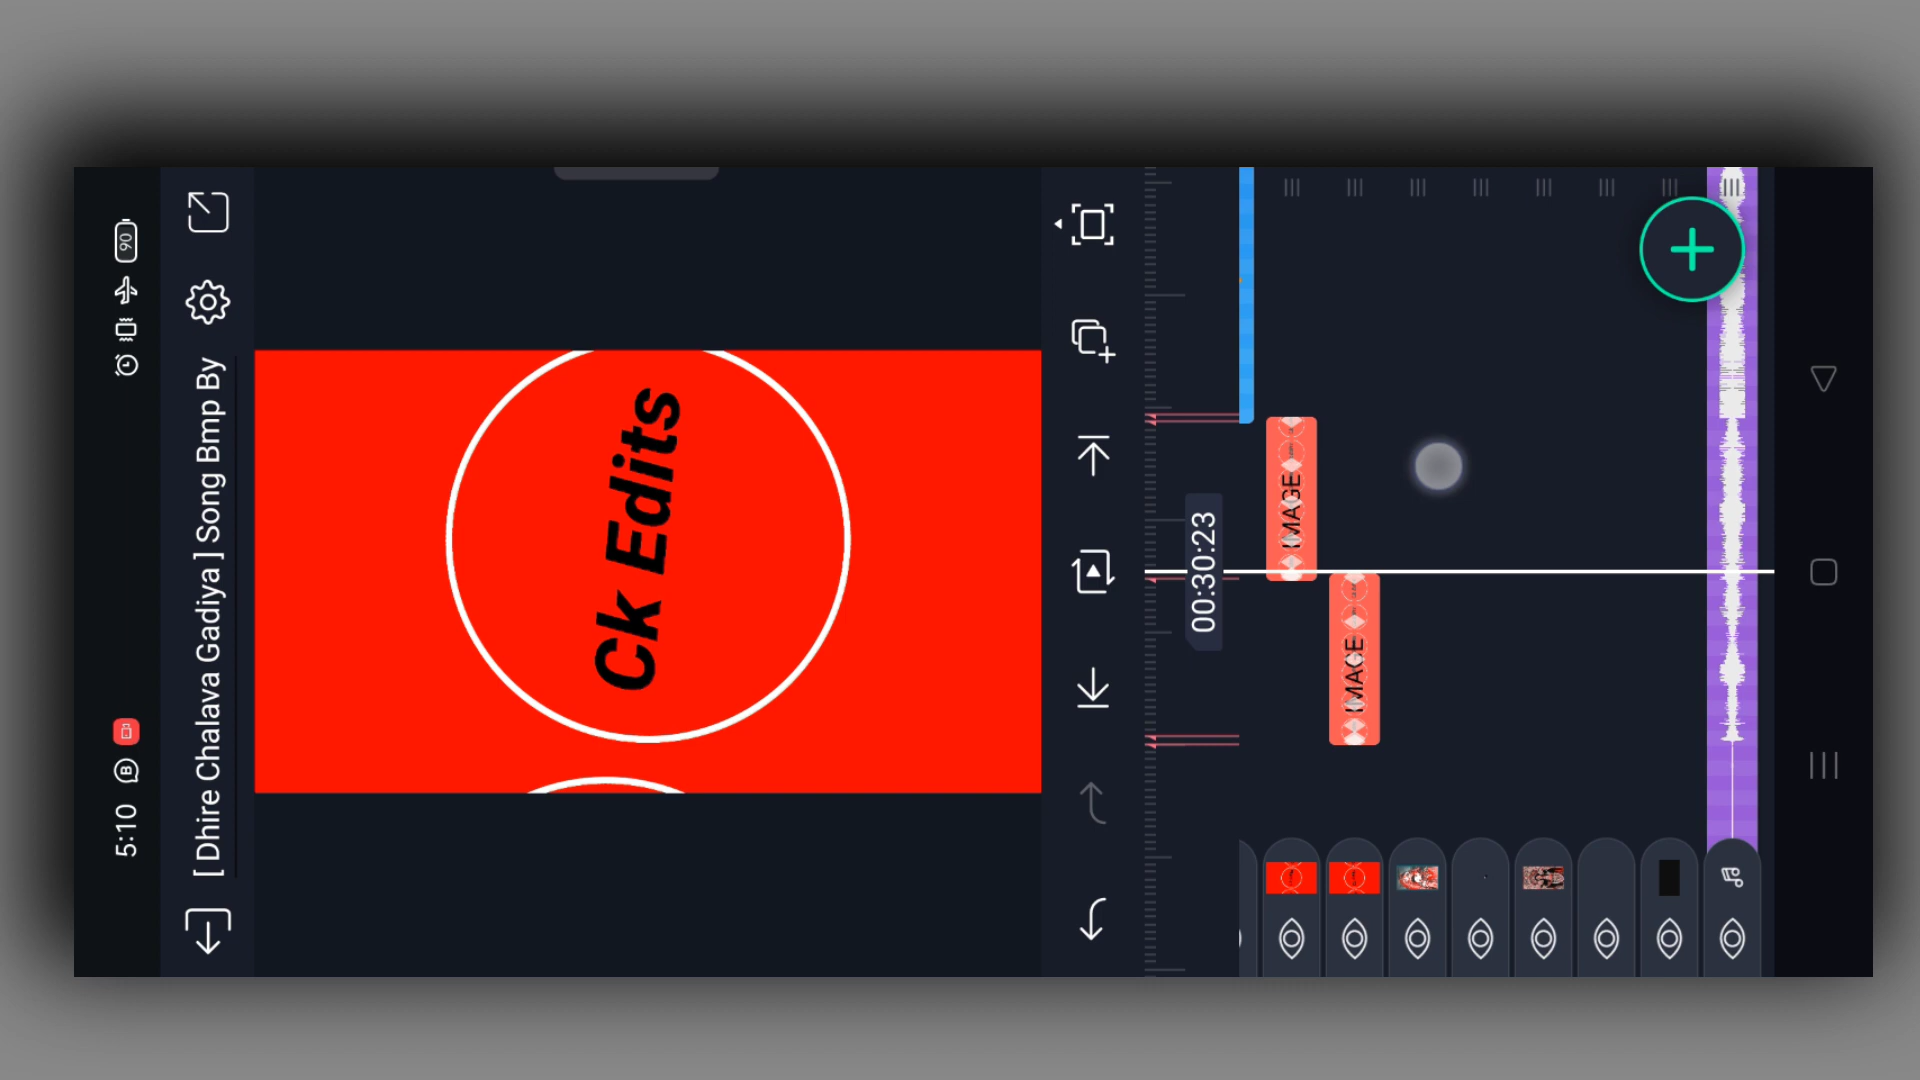 5:10
90
[ Dhire Chalava Gadiya ] Song Bmp By
Ck Edits
00:30:23
IMAGE
IMAGE